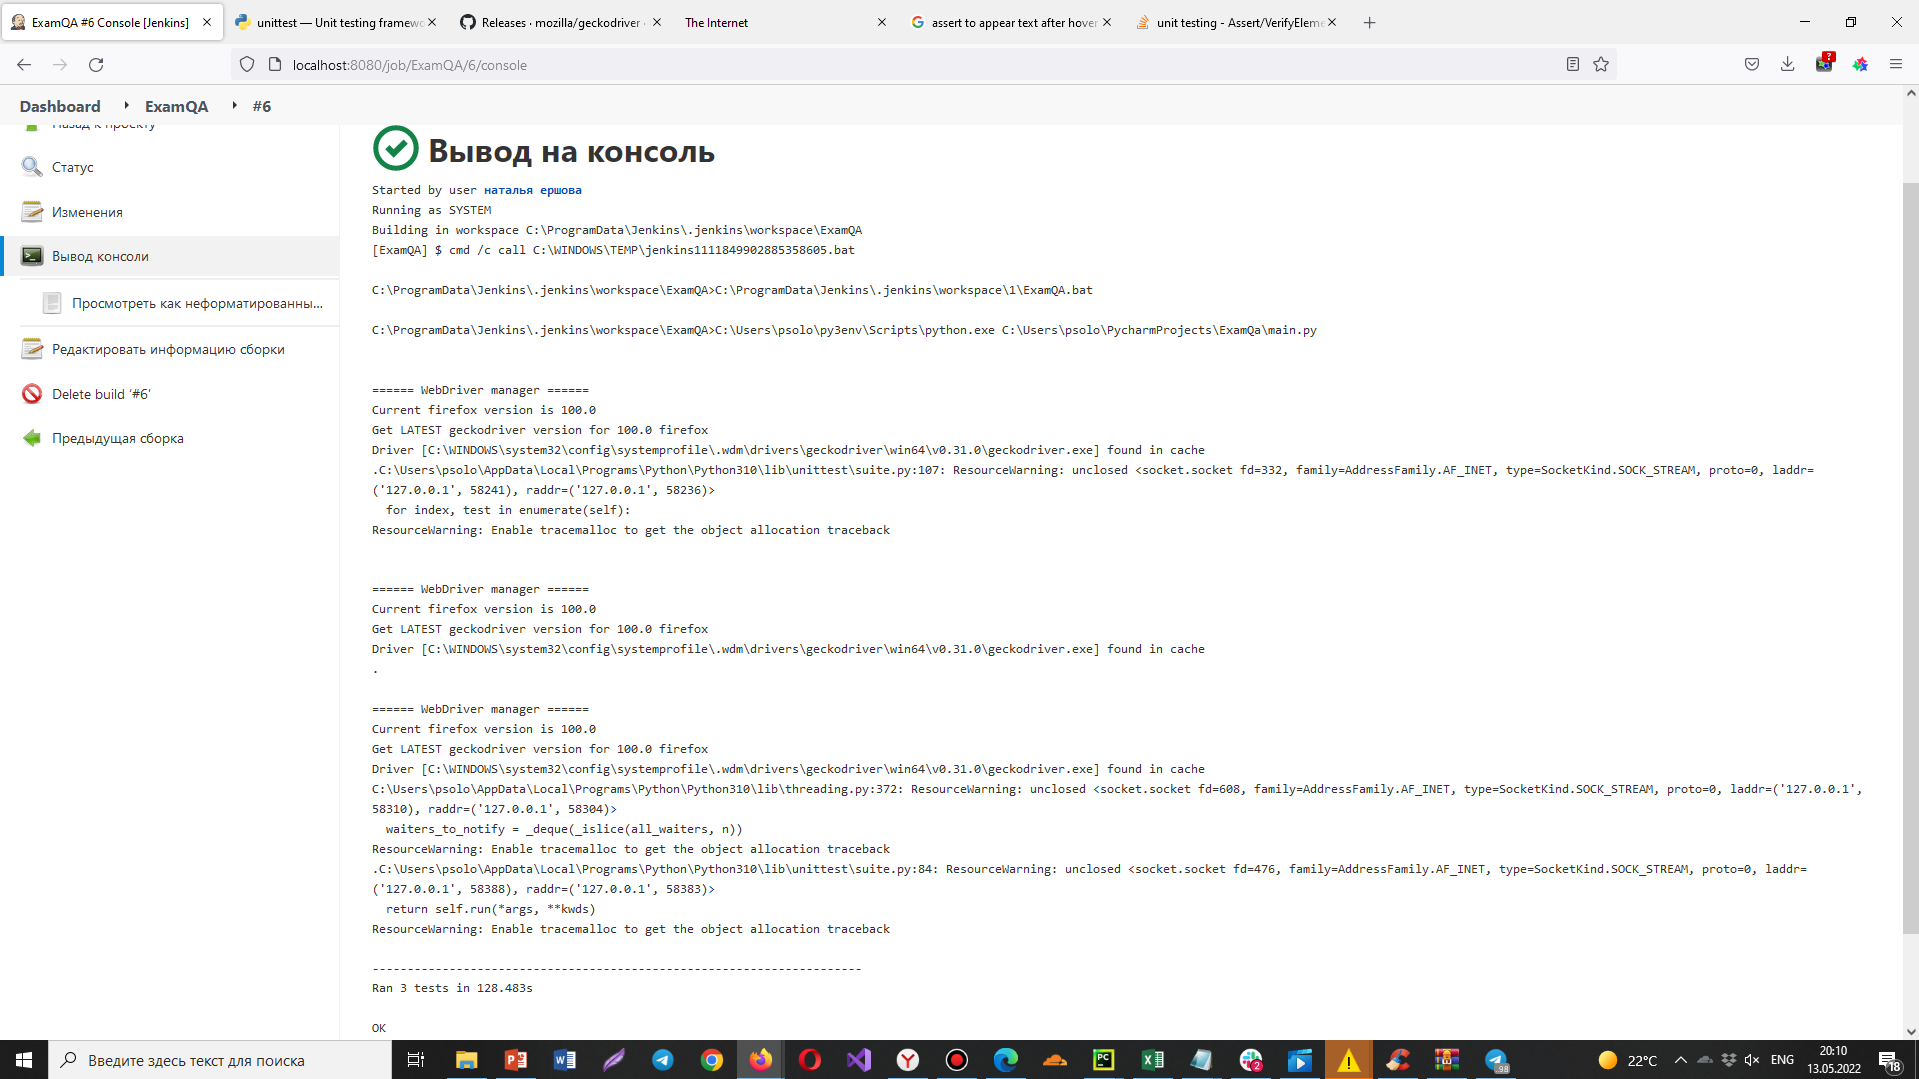 ExamQA #6 Console [Jenkins]
unittest — Unit testing framewo
Releases · mozilla/geckodriver
The Internet
assert to appear text after hover
unit testing - Assert/VerifyEleme
localhost:8080/job/ExamQA/6/console
Dashboard
ExamQA
#6
Назад к проекту
Статус
Изменения
Вывод консоли
Просмотреть как неформатированны...
Редактировать информацию сборки
Delete build ‘#6’
Предыдущая сборка
Вывод на консоль
Started by user наталья ершова
Running as SYSTEM
Building in workspace C:\ProgramData\Jenkins\.jenkins\workspace\ExamQA
[ExamQA] $ cmd /c call C:\WINDOWS\TEMP\jenkins1111849902885358605.bat
C:\ProgramData\Jenkins\.jenkins\workspace\ExamQA>C:\ProgramData\Jenkins\.jenkins\workspace\1\ExamQA.bat
C:\ProgramData\Jenkins\.jenkins\workspace\ExamQA>C:\Users\psolo\py3env\Scripts\python.exe C:\Users\psolo\PycharmProjects\ExamQa\main.py
====== WebDriver manager ======
Current firefox version is 100.0
Get LATEST geckodriver version for 100.0 firefox
Driver [C:\WINDOWS\system32\config\systemprofile\.wdm\drivers\geckodriver\win64\v0.31.0\geckodriver.exe] found in cache
.C:\Users\psolo\AppData\Local\Programs\Python\Python310\lib\unittest\suite.py:107: ResourceWarning: unclosed <socket.socket fd=332, family=AddressFamily.AF_INET, type=SocketKind.SOCK_STREAM, proto=0, laddr=
('127.0.0.1', 58241), raddr=('127.0.0.1', 58236)>
for index, test in enumerate(self):
ResourceWarning: Enable tracemalloc to get the object allocation traceback
====== WebDriver manager ======
Current firefox version is 100.0
Get LATEST geckodriver version for 100.0 firefox
Driver [C:\WINDOWS\system32\config\systemprofile\.wdm\drivers\geckodriver\win64\v0.31.0\geckodriver.exe] found in cache
.
====== WebDriver manager ======
Current firefox version is 100.0
Get LATEST geckodriver version for 100.0 firefox
Driver [C:\WINDOWS\system32\config\systemprofile\.wdm\drivers\geckodriver\win64\v0.31.0\geckodriver.exe] found in cache
C:\Users\psolo\AppData\Local\Programs\Python\Python310\lib\threading.py:372: ResourceWarning: unclosed <socket.socket fd=608, family=AddressFamily.AF_INET, type=SocketKind.SOCK_STREAM, proto=0, laddr=('127.0.0.1',
58310), raddr=('127.0.0.1', 58304)>
waiters_to_notify = _deque(_islice(all_waiters, n))
ResourceWarning: Enable tracemalloc to get the object allocation traceback
.C:\Users\psolo\AppData\Local\Programs\Python\Python310\lib\unittest\suite.py:84: ResourceWarning: unclosed <socket.socket fd=476, family=AddressFamily.AF_INET, type=SocketKind.SOCK_STREAM, proto=0, laddr=
('127.0.0.1', 58388), raddr=('127.0.0.1', 58383)>
return self.run(*args, **kwds)
ResourceWarning: Enable tracemalloc to get the object allocation traceback
----------------------------------------------------------------------
Ran 3 tests in 128.483s
OK
Введите здесь текст для поиска
22°C
ENG
20:10
13.05.2022
18